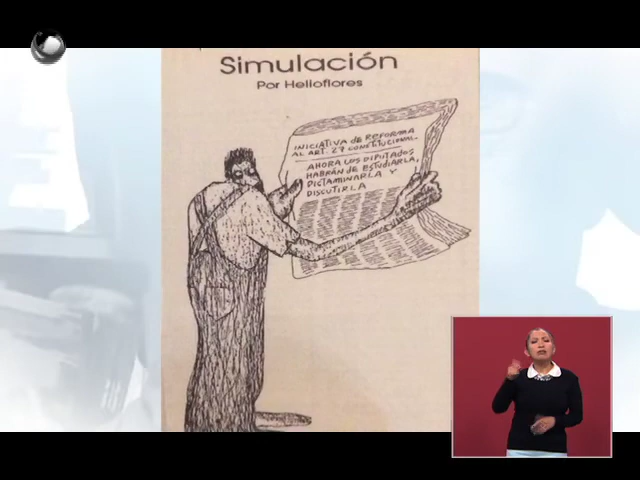 Simulación
Por Helioflores
INICIATIVA de REFORMA
AL ART. 27 CONSTITUCIONAL.
AHORA LOS DIPUTADOS
HABRÁN DE ESTUDIARLA,
DICTAMINARLA Y
DISCUTIRLA